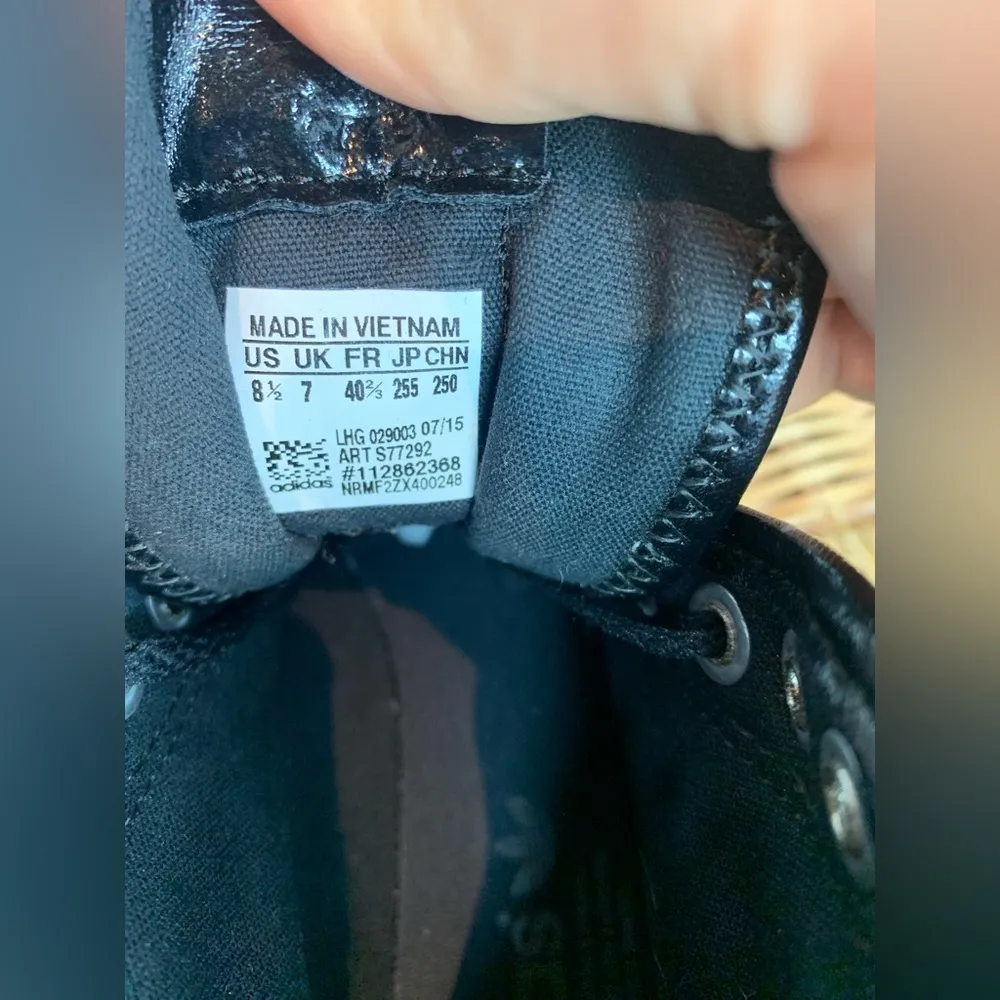 MADE IN VIETNAM
US UK FR JP CHN
8½ 7 40⅔ 255 250
LHG 029003 07/15
ART S77292
#112862368
adidas NRMF2ZX400248